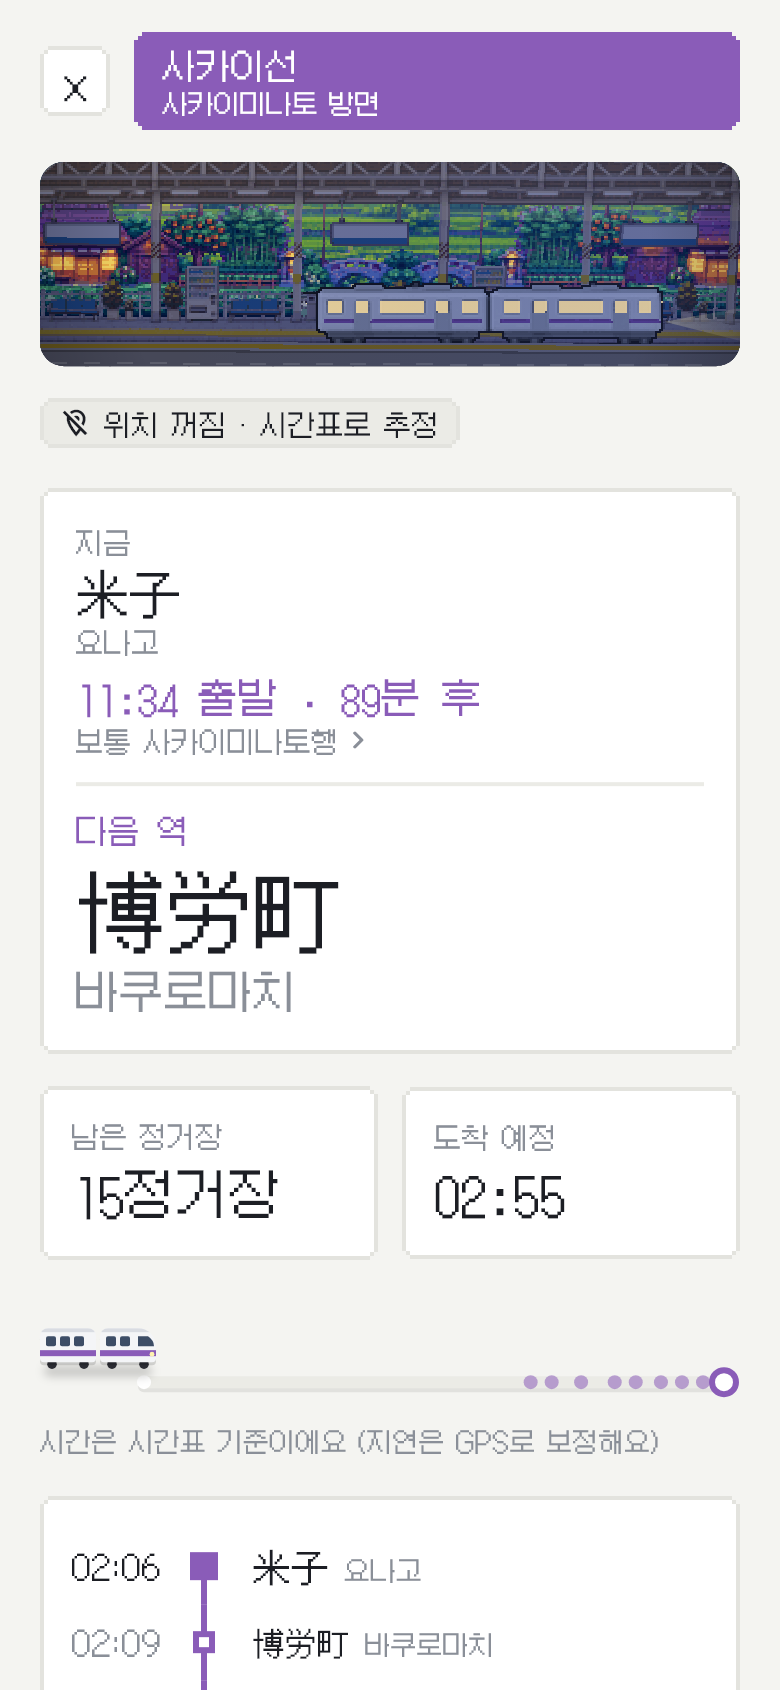 사카이선
사카이미나토 방면
위치 꺼짐 · 시간표로 추정
지금
米子
요나고
11:34 출발 · 89분 후
보통 사카이미나토행 >
다음 역
博労町
바쿠로마치
남은 정거장
15정거장
도착 예정
02:55
시간은 시간표 기준이에요 (지연은 GPS로 보정해요)
02:06 米子 요나고
02:09 博労町 바쿠로마치